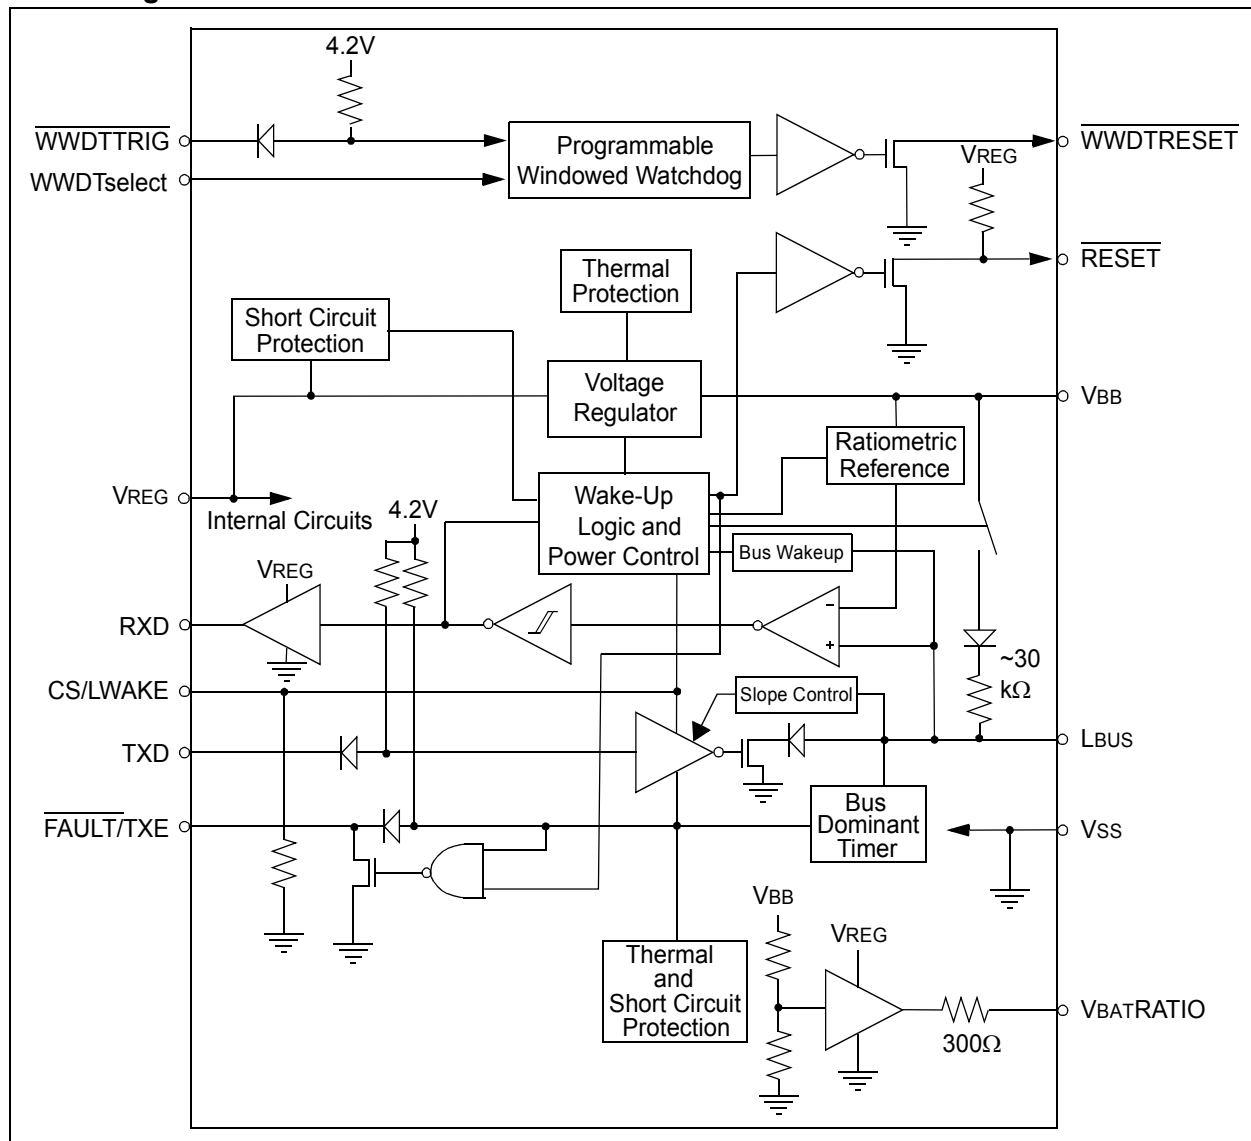 4.2V
WWDTTRIG
WWDTselect
Programmable
Windowed Watchdog
WWDTRESET
VREG
RESET
Thermal
Protection
Short Circuit
Protection
Voltage
Regulator
VBB
Ratiometric
Reference
VREG
Internal Circuits
4.2V
Wake-Up
Logic and
Power Control
Bus Wakeup
VREG
RXD
−
+
~30
kΩ
CS/LWAKE
Slope Control
TXD
LBUS
FAULT/TXE
Bus
Dominant
Timer
VSS
VBB
VREG
Thermal
and
Short Circuit
Protection
300Ω
VBATRATIO